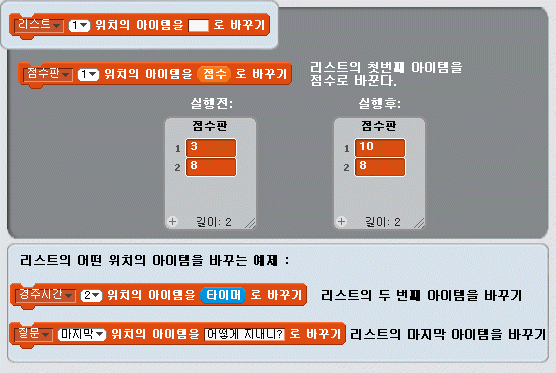 리스트 1 위치의 아이템을 로 바꾸기
점수판 1 위치의 아이템을 점수 로 바꾸기 리스트의 첫번째 아이템을
점수로 바꾼다.
실행전: 실행후:
점수판 점수판
1 3 1 10
2 8 2 8
+ 길이: 2 + 길이: 2
리스트의 어떤 위치의 아이템을 바꾸는 예제 :
경주시간 2 위치의 아이템을 타이머 로 바꾸기 리스트의 두 번째 아이템을 바꾸기
질문 마지막 위치의 아이템을 어떻게 지내니? 로 바꾸기 리스트의 마지막 아이템을 바꾸기